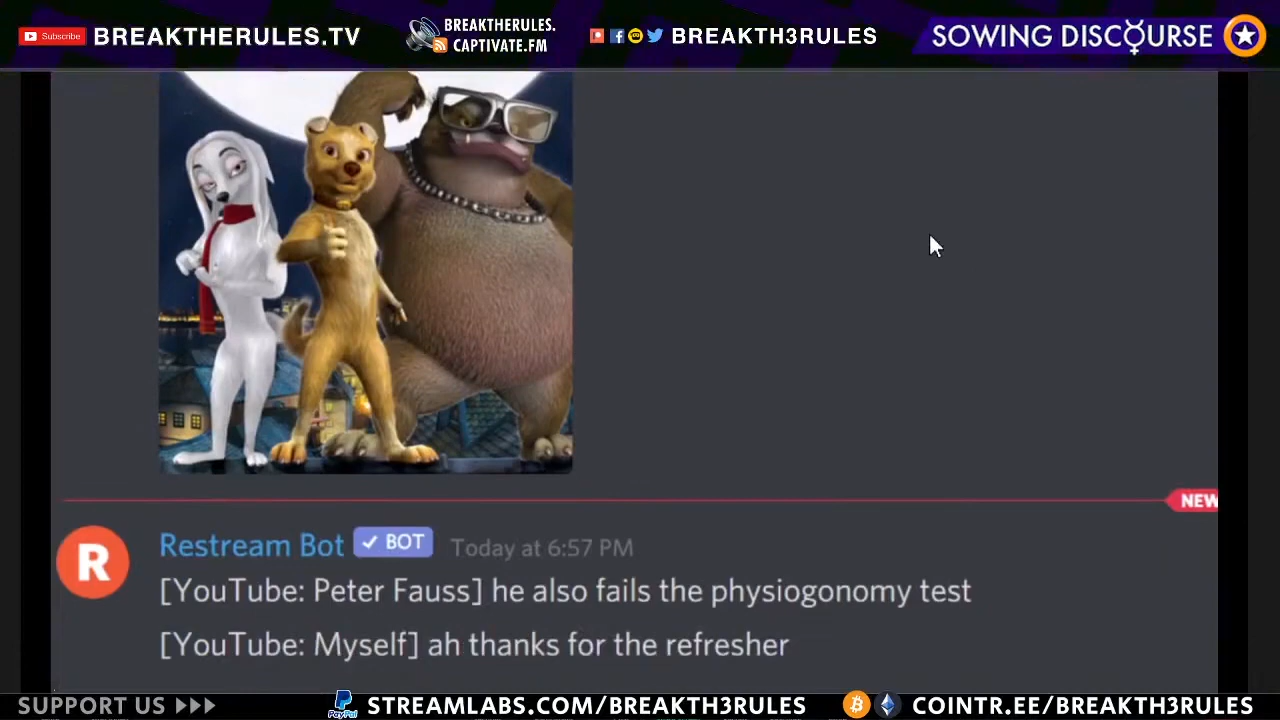 Subscribe BREAKTHERULES.TV
BREAKTHERULES.
CAPTIVATE.FM
BREAKTH3RULES
SOWING DISCOURSE
NEW
R
Restream Bot ✓ BOT Today at 6:57 PM
[YouTube: Peter Fauss] he also fails the physiogonomy test
[YouTube: Myself] ah thanks for the refresher
SUPPORT US >>> PayPal STREAMLABS.COM/BREAKTH3RULES COINTR.EE/BREAKTH3RULES